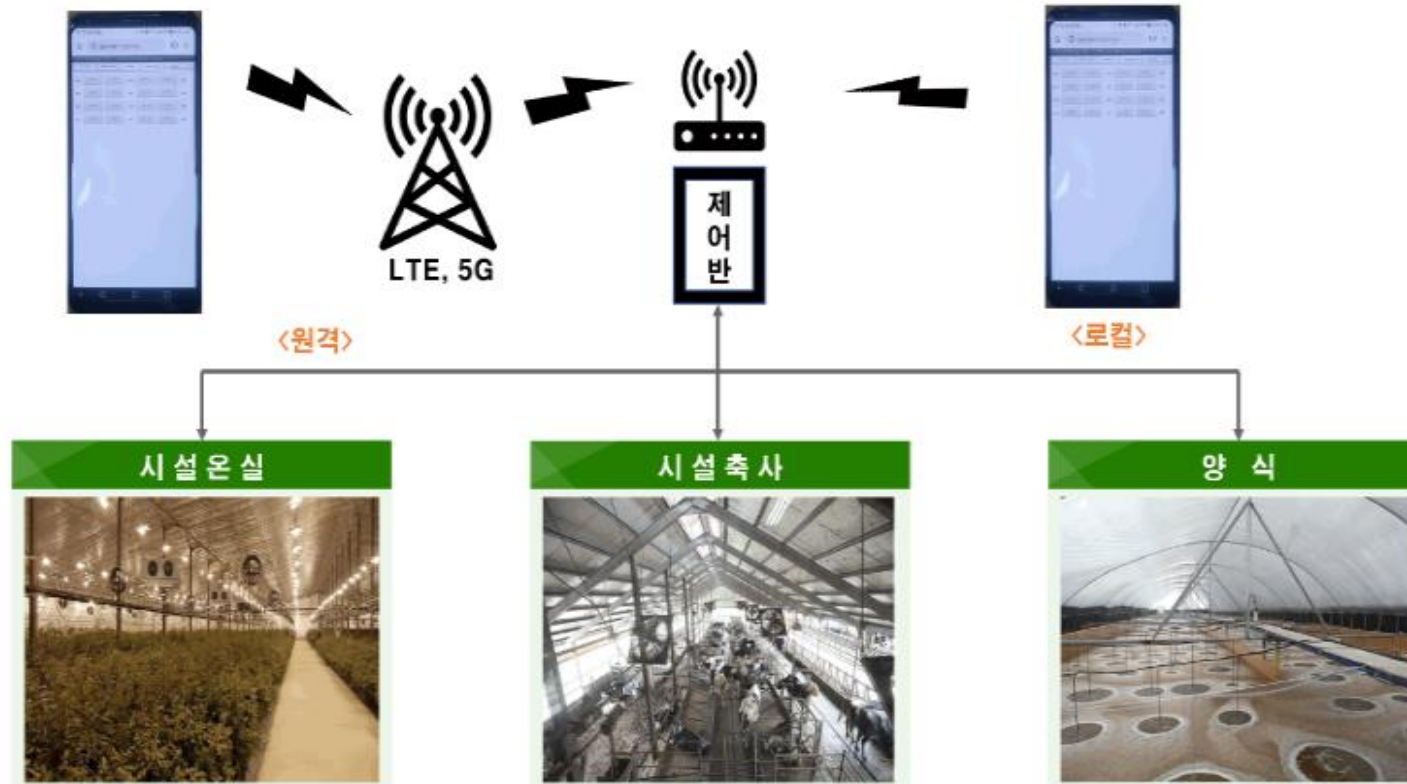 LTE, 5G
제
어
반
<원격>
<로컬>
시설온실
시설축사
양 식